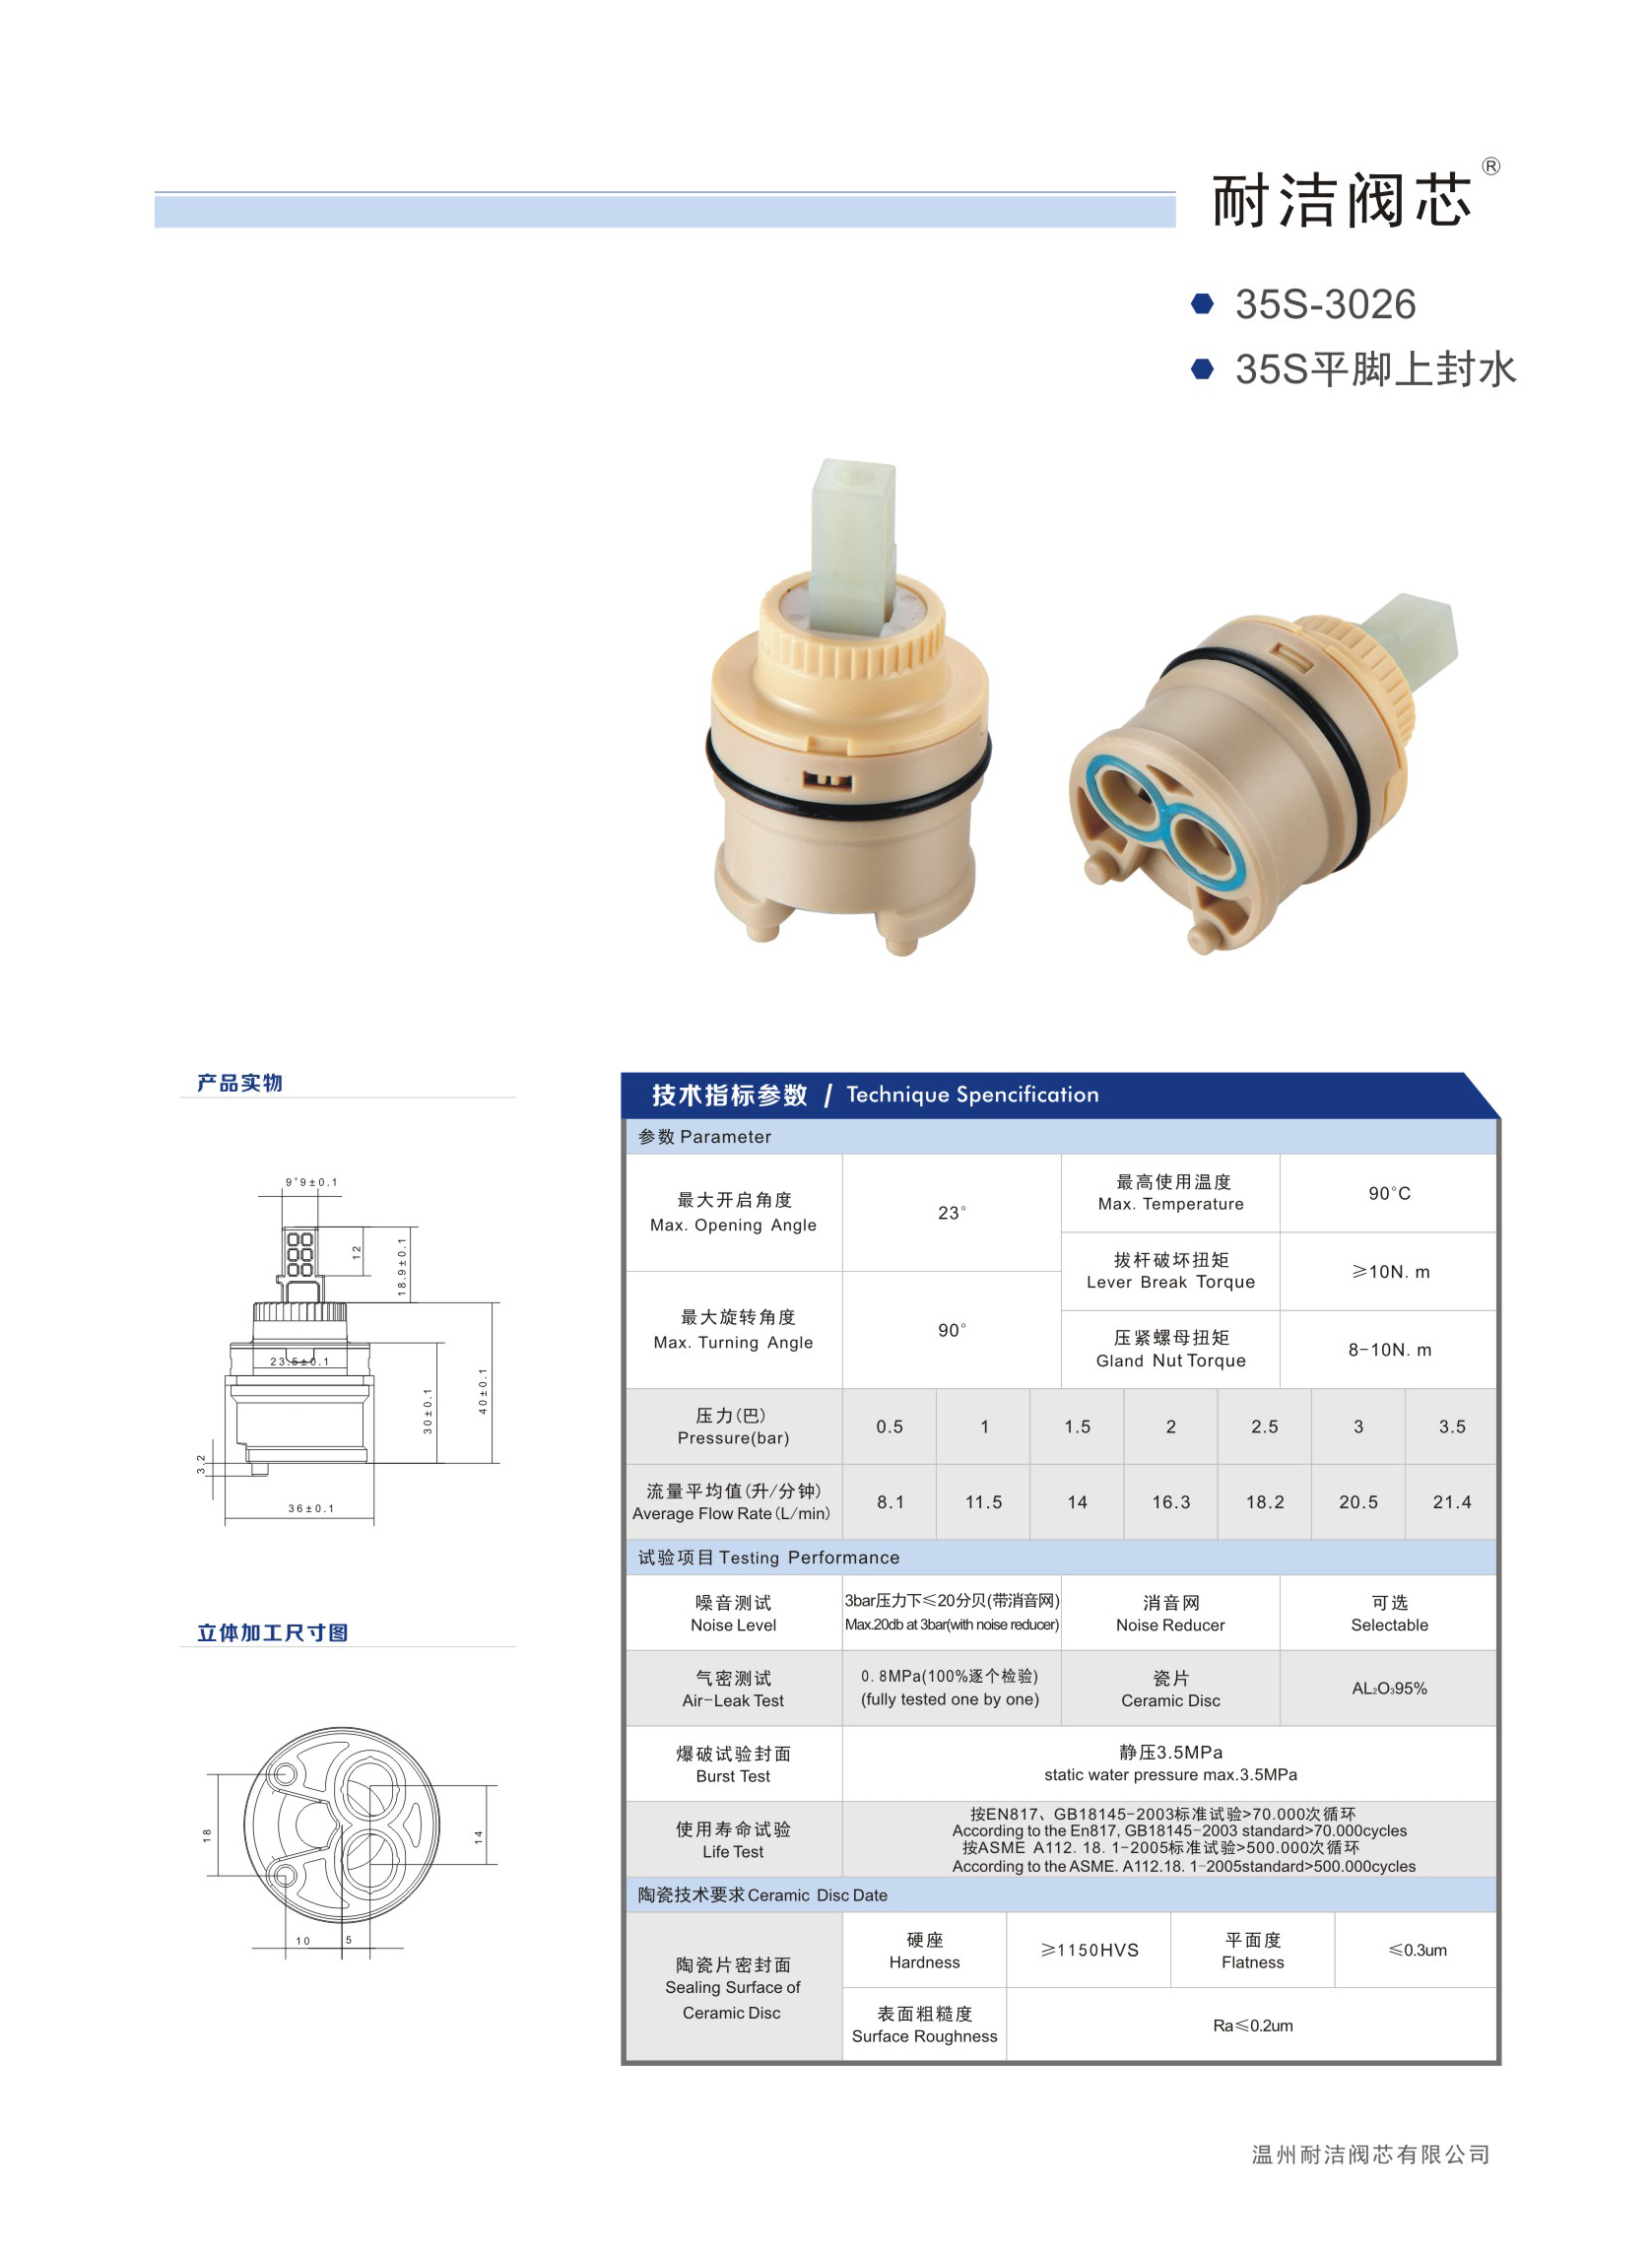 耐洁阀芯®
35S-3026
35S平脚上封水
产品实物
9*9±0.1
12
18.9±0.1
23.5±0.1
30±0.1
40±0.1
3.2
36±0.1
立体加工尺寸图
18
14
10
5
技术指标参数 / Technique Spencification
参数 Parameter
最大开启角度
Max. Opening Angle
23°
最高使用温度
Max. Temperature
90°C
拔杆破坏扭矩
Lever Break Torque
≥10N. m
最大旋转角度
Max. Turning Angle
90°
压紧螺母扭矩
Gland Nut Torque
8-10N. m
压力(巴)
Pressure(bar)
0.5 1 1.5 2 2.5 3 3.5
流量平均值(升/分钟)
Average Flow Rate(L/min)
8.1 11.5 14 16.3 18.2 20.5 21.4
试验项目 Testing Performance
噪音测试
Noise Level
3bar压力下≤20分贝(带消音网)
Max.20db at 3bar(with noise reducer)
消音网
Noise Reducer
可选
Selectable
气密测试
Air-Leak Test
0. 8MPa(100%逐个检验)
(fully tested one by one)
瓷片
Ceramic Disc
AL₂O₃95%
爆破试验封面
Burst Test
静压3.5MPa
static water pressure max.3.5MPa
使用寿命试验
Life Test
按EN817、GB18145-2003标准试验>70.000次循环
According to the En817, GB18145-2003 standard>70.000cycles
按ASME A112. 18. 1-2005标准试验>500.000次循环
According to the ASME. A112.18. 1-2005standard>500.000cycles
陶瓷技术要求 Ceramic Disc Date
陶瓷片密封面
Sealing Surface of
Ceramic Disc
硬座
Hardness
≥1150HVS
平面度
Flatness
≤0.3um
表面粗糙度
Surface Roughness
Ra≤0.2um
温州耐洁阀芯有限公司